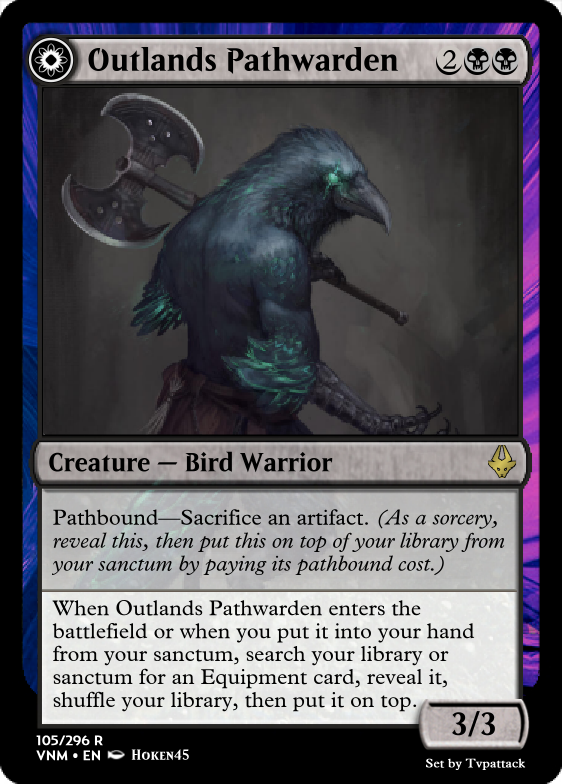 Outlands Pathwarden 2
Creature — Bird Warrior
Pathbound—Sacrifice an artifact. (As a sorcery,
reveal this, then put this on top of your library from
your sanctum by paying its pathbound cost.)
When Outlands Pathwarden enters the
battlefield or when you put it into your hand
from your sanctum, search your library or
sanctum for an Equipment card, reveal it,
shuffle your library, then put it on top.
3/3
105/296 R
VNM • EN Hoken45
Set by Tvpattack